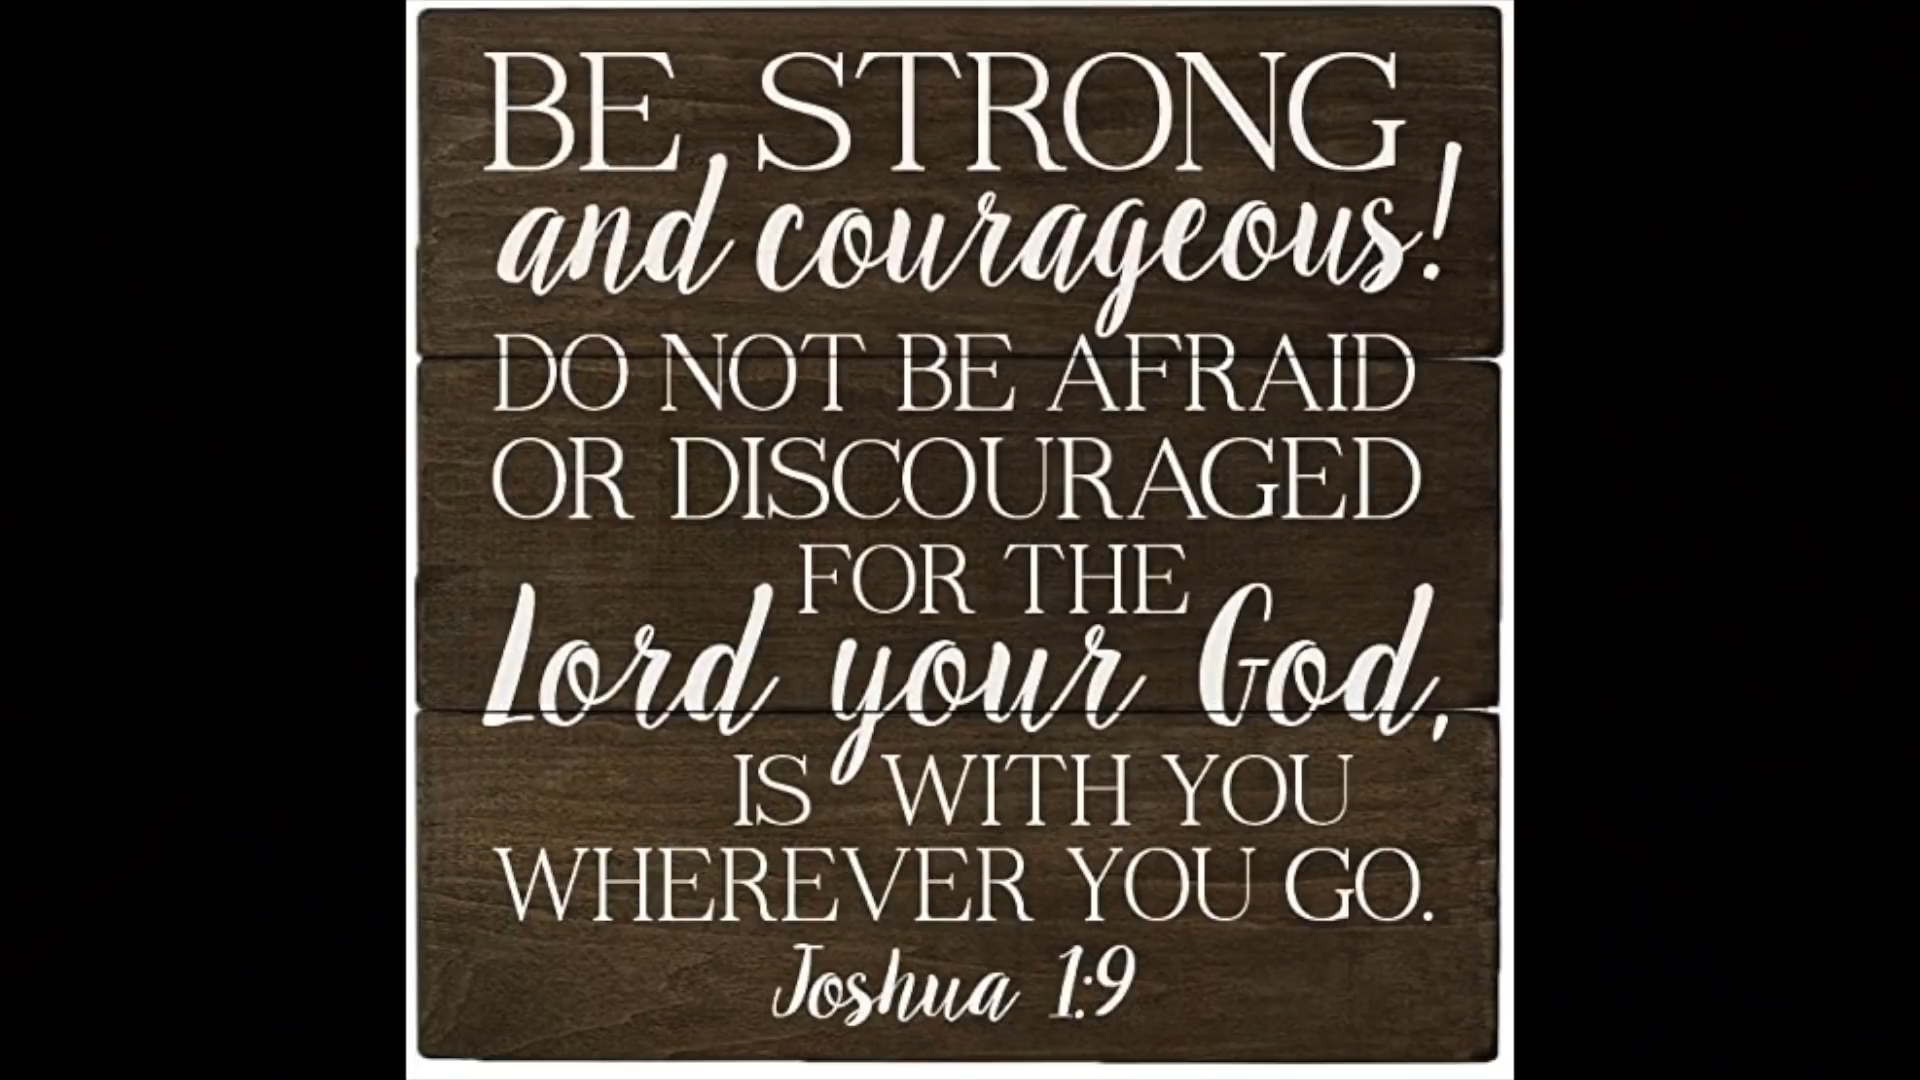 BE STRONG
and courageous!
DO NOT BE AFRAID
OR DISCOURAGED
FOR THE
Lord your God,
IS WITH YOU
WHEREVER YOU GO.
Joshua 1:9